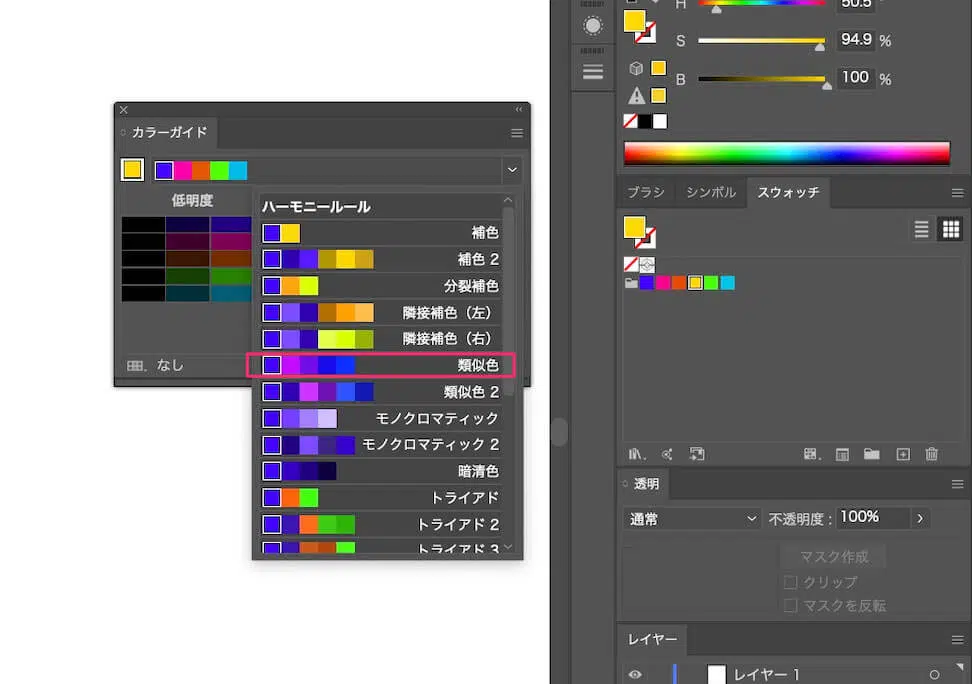 カラーガイド
低明度
なし
ハーモニールール
補色
補色 2
分裂補色
隣接補色（左）
隣接補色（右）
類似色
類似色 2
モノクロマティック
モノクロマティック 2
暗清色
トライアド
トライアド 2
トライアド 3
H 50.5 °
S 94.9 %
B 100 %
ブラシ シンボル スウォッチ
透明
通常 不透明度 : 100%
マスク作成
クリップ
マスクを反転
レイヤー
レイヤー 1